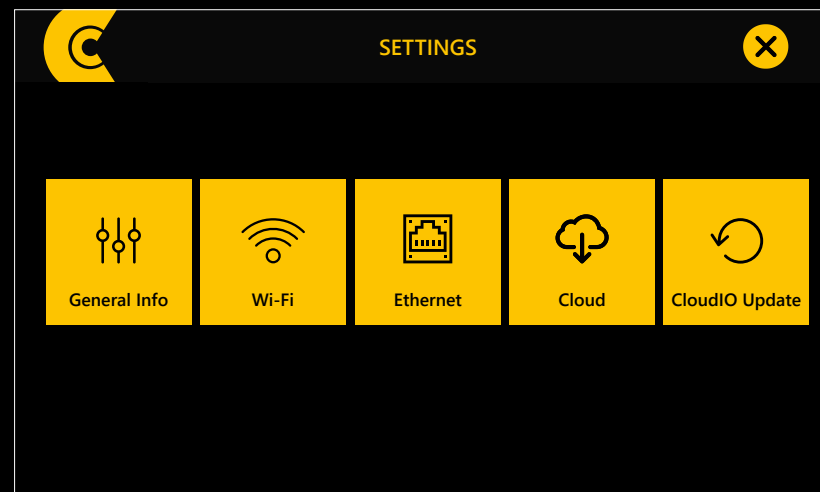 SETTINGS
General Info
Wi-Fi
Ethernet
Cloud
CloudIO Update